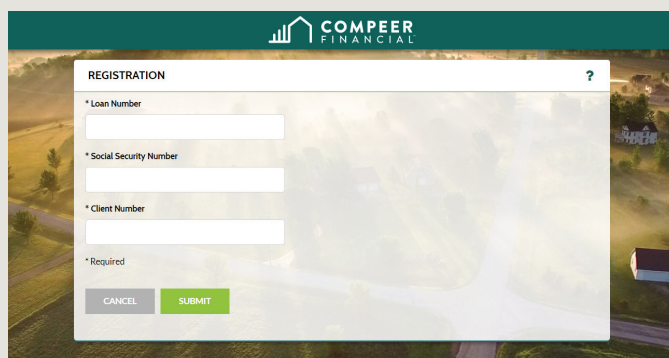 COMPEER
FINANCIAL
REGISTRATION
?
* Loan Number
* Social Security Number
* Client Number
* Required
CANCEL
SUBMIT